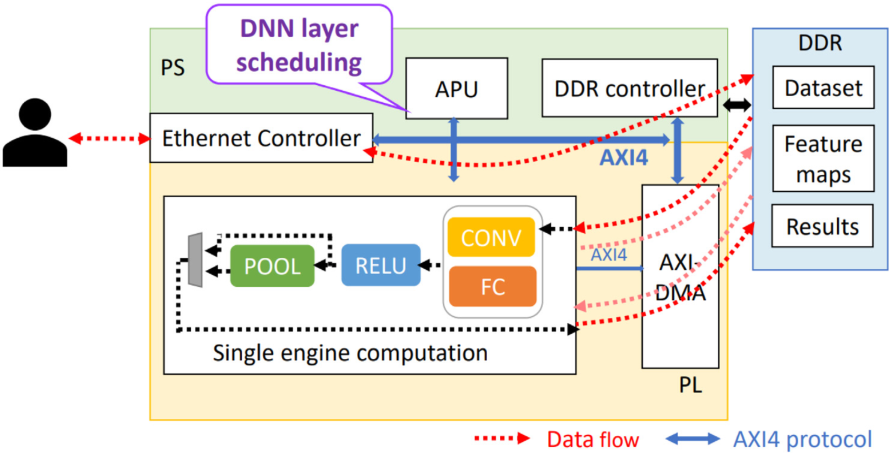 DNN layer
scheduling
PS
APU
DDR controller
DDR
Dataset
Feature
maps
Results
Ethernet Controller
AXI4
CONV
FC
RELU
POOL
AXI4
AXI-
DMA
Single engine computation
PL
Data flow
AXI4 protocol